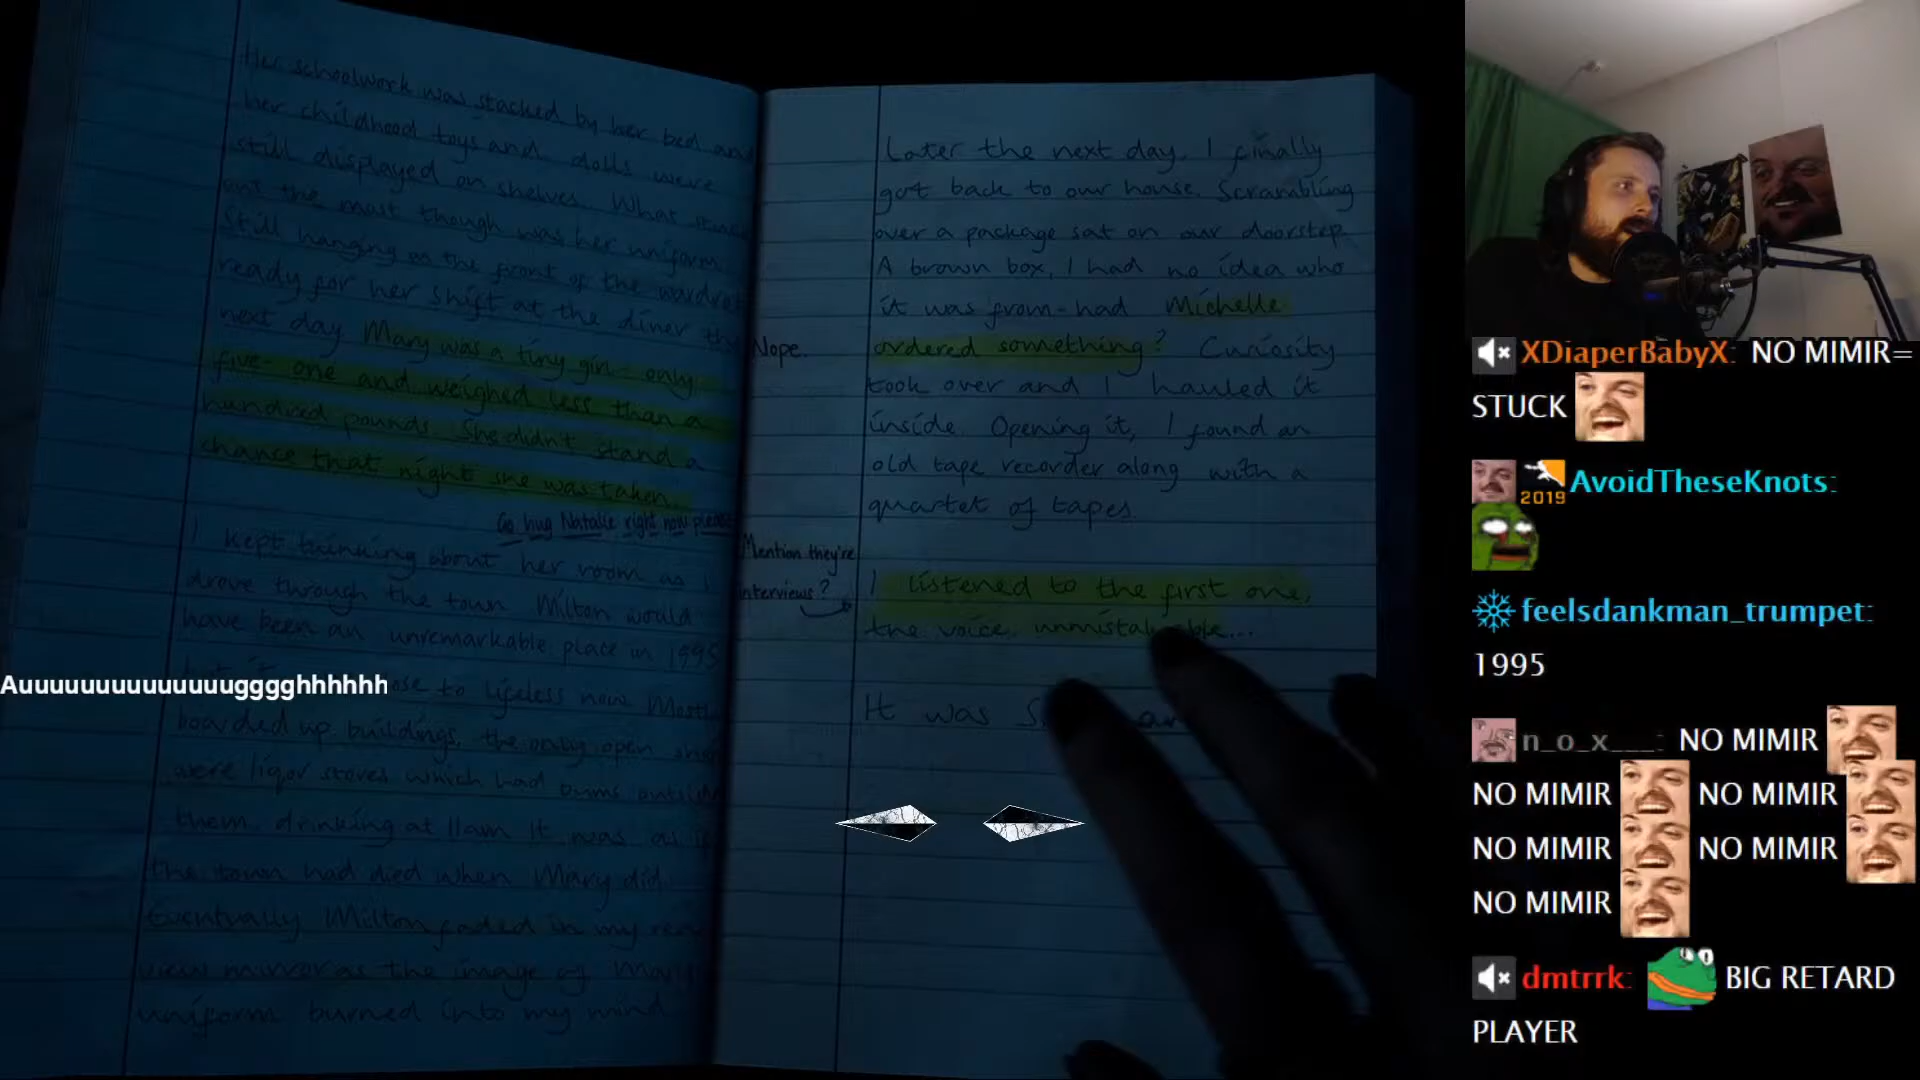 Her schoolwork was stacked by her bed and
her childhood toys and dolls were
still displayed on shelves. What
out the most though was her uniform
still hanging on the front of the
ready for her shift at the diner the
next day. Mary was a tiny girl - only
five-one and weighed less than a
hundred pounds. She didn't stand a
chance that night she was taken.
Go hug Natalie right now please
I kept thinking about her room as I
drove through the town Milton would
have been an unremarkable place in 1995
to lifeless now. Mostly
boarded up buildings, the only open
were liqor stores which had bums outside
them, drinking at 11am. It was as if
the town had died when Mary did.
Eventually Milton faded in my rear
view mirror as the image of Mary
uniform burned into my mind
Nope.
Mention they're
interviews?
Later the next day, I finally
got back to our house. Scrambling
over a package sat on our doorstep.
A brown box, I had no idea who
it was from - had Michelle
ordered something? Curiosity
took over and I hauled it
inside. Opening it, I found an
old tape recorder along with a
quartet of tapes.
I listened to the first one,
the voice unmistakable...
It was
Auuuuuuuuuuuuuuggggghhhhhh
XDiaperBabyX: NO MIMIR=
STUCK
2019 AvoidTheseKnots:
feelsdankman_trumpet:
1995
n_o_x___: NO MIMIR
NO MIMIR NO MIMIR
NO MIMIR NO MIMIR
NO MIMIR
dmtrrk: BIG RETARD
PLAYER